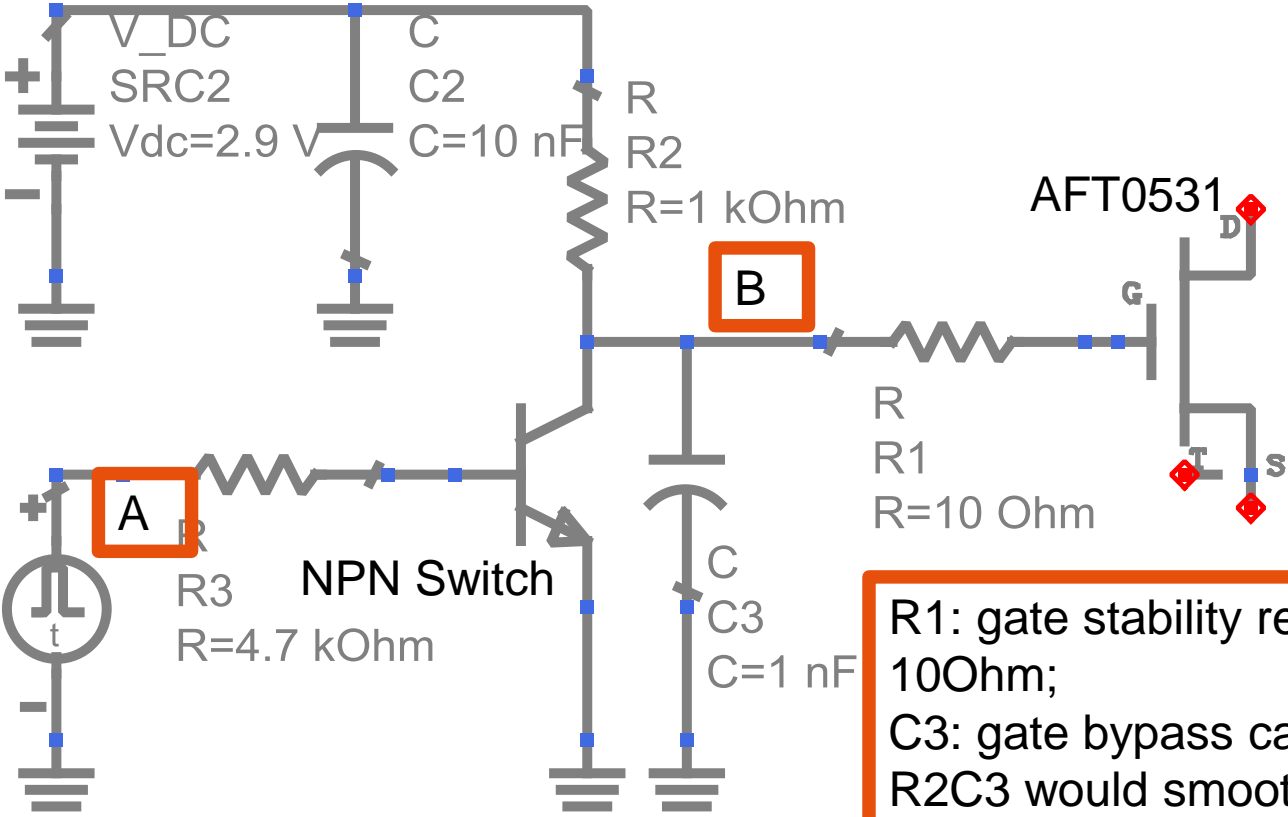 V_DC
SRC2
Vdc=2.9 V
C
C2
C=10 nF
R
R2
R=1 kOhm
AFT0531
D
G
B
T
S
R
R1
R=10 Ohm
A
R
R3
R=4.7 kOhm
t
NPN Switch
C
C3
C=1 nF
R1: gate stability re
10Ohm;
C3: gate bypass ca
R2C3 would smoot